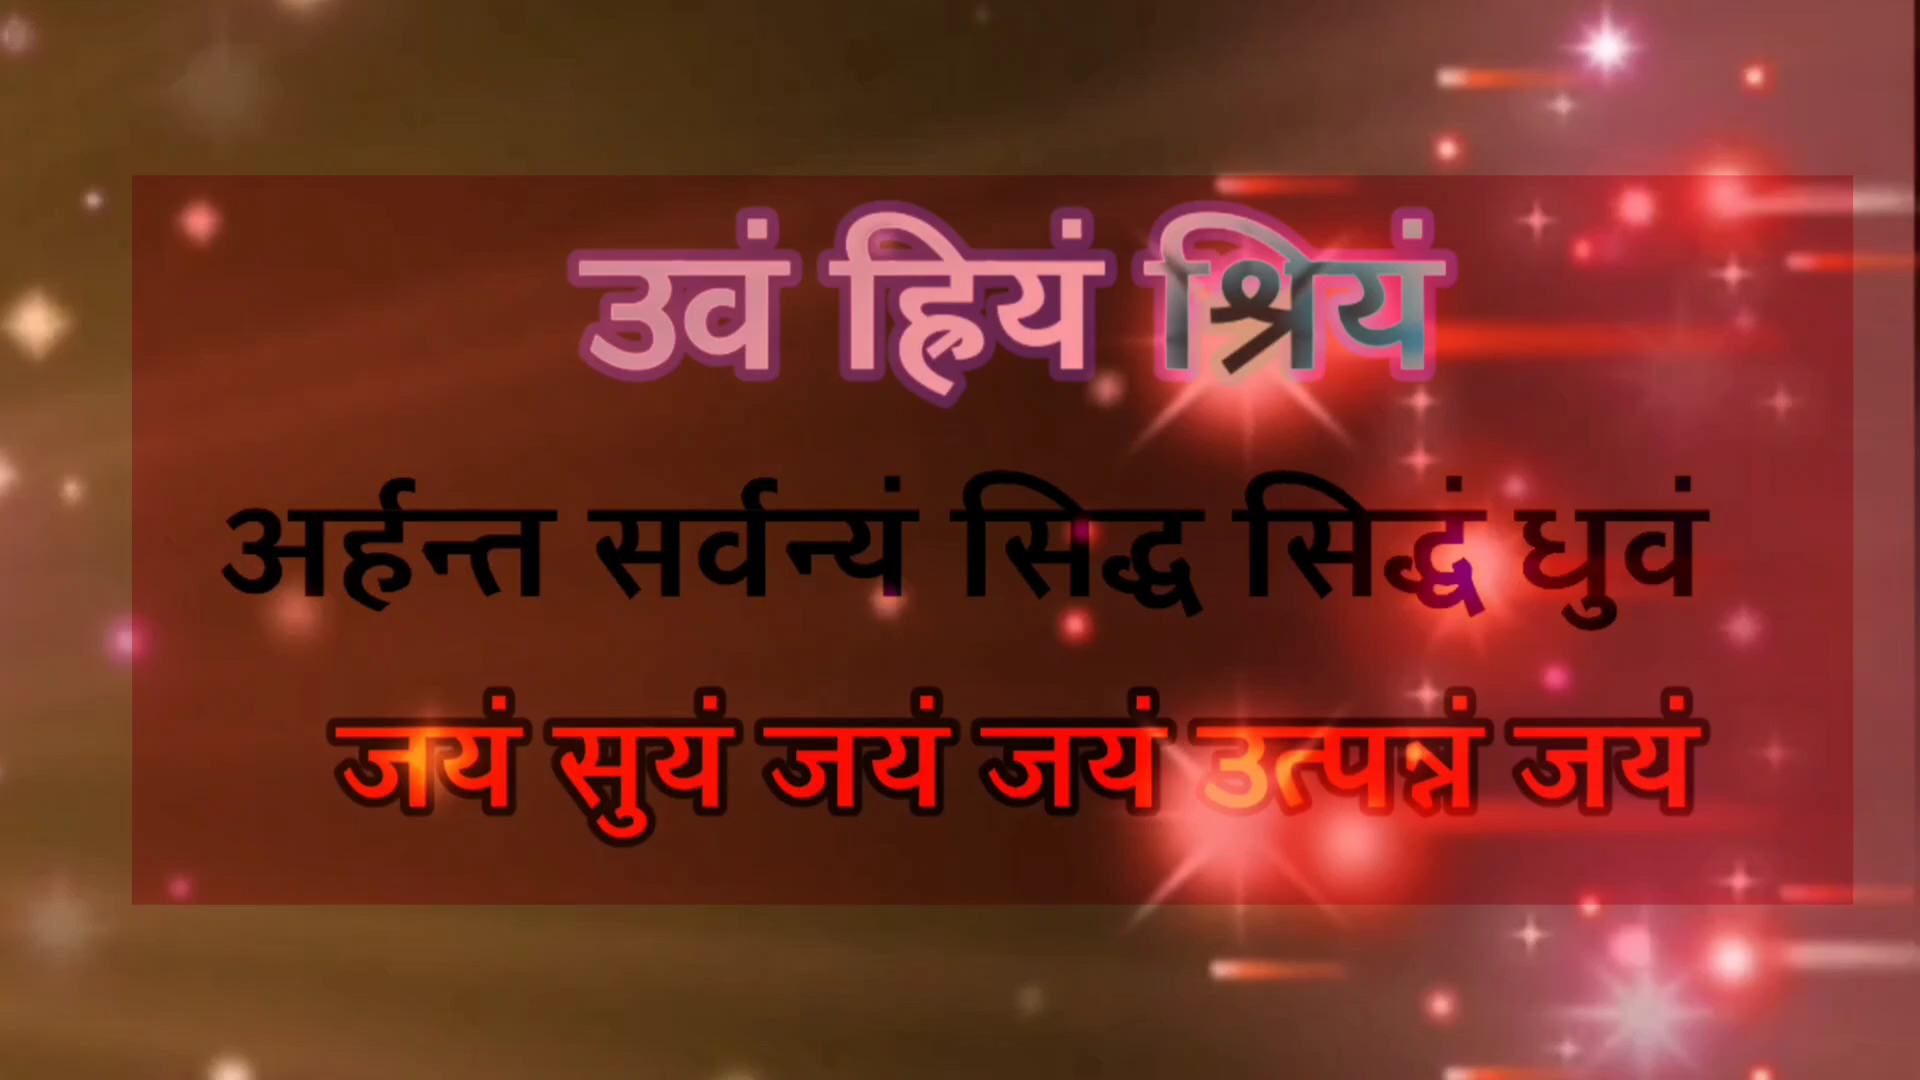 उवं ह्रियं श्रियं
अर्हन्त सर्वन्यं सिद्ध सिद्धं धुवं
जयं सुयं जयं जयं उत्पन्नं जयं